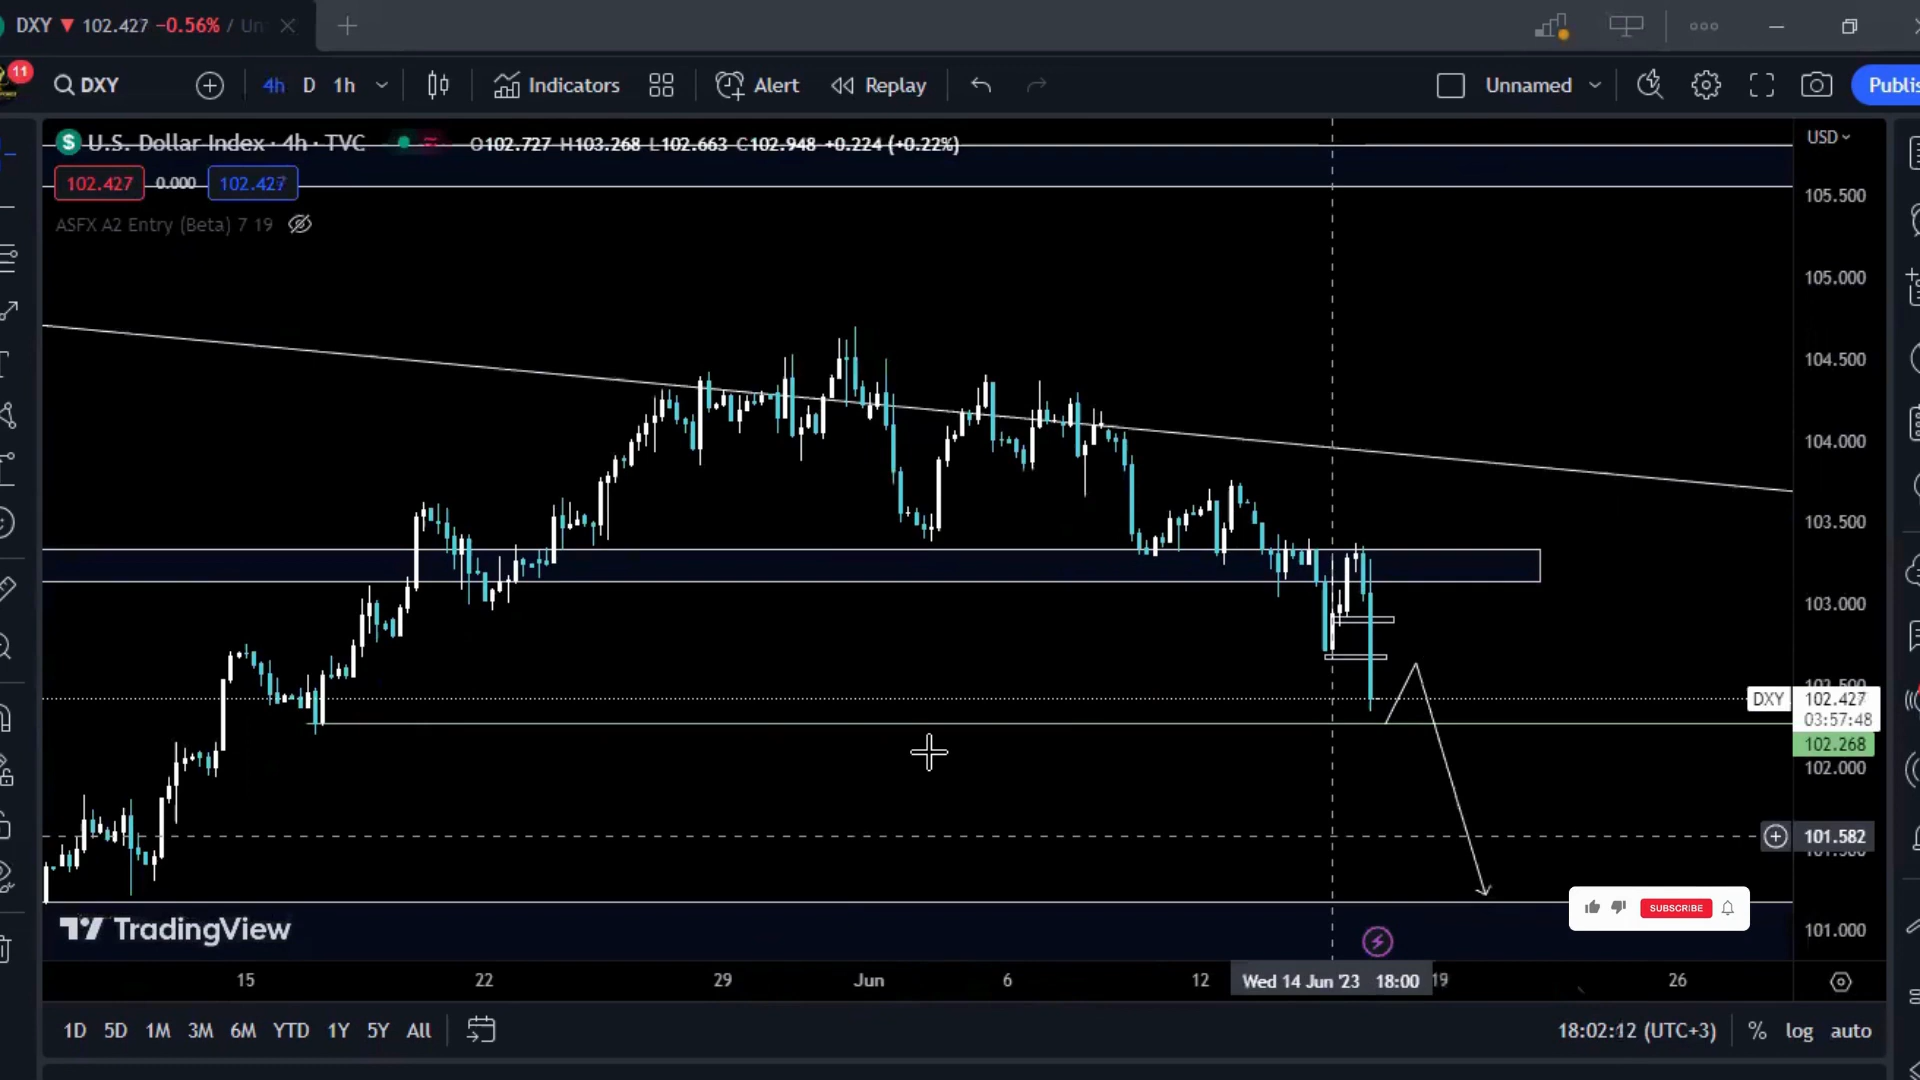 DXY 102.427 −0.56% / Un
11
DXY
4h D 1h
Indicators
Alert
Replay
Unnamed
Publis
U.S. Dollar Index · 4h · TVC
O102.727 H103.268 L102.663 C102.948 +0.224 (+0.22%)
USD
102.427 0.000 102.427
ASFX A2 Entry (Beta) 7 19
105.500
105.000
104.500
104.000
103.500
103.000
DXY 102.427
03:57:48
102.268
102.000
101.582
SUBSCRIBE
TradingView
101.000
15 22 29 Jun 6 12 Wed 14 Jun '23 18:00 19 26
1D 5D 1M 3M 6M YTD 1Y 5Y All
18:02:12 (UTC+3) % log auto